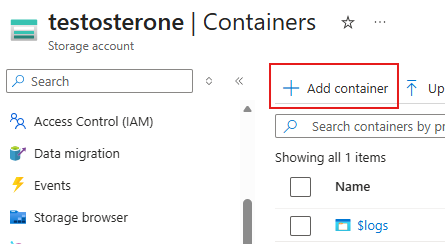 testosterone | Containers
Storage account
Search
Add container
Up
Access Control (IAM)
Search containers by pr
Data migration
Showing all 1 items
Events
Name
Storage browser
$logs